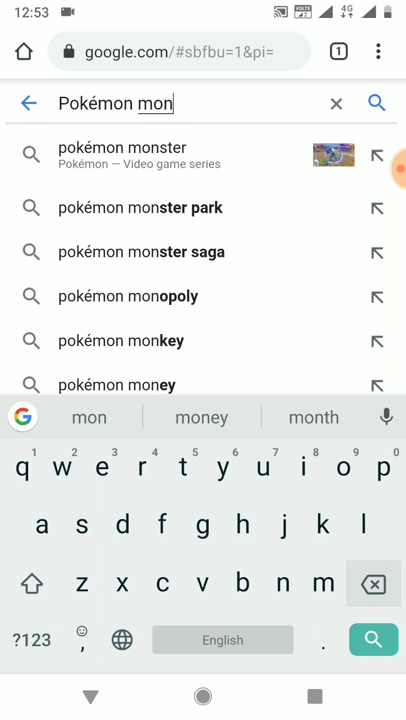 12:53
VOLTE 4G
google.com/#sbfbu=1&pi=
1
Pokémon mon
pokémon monster
Pokémon — Video game series
pokémon monster park
pokémon monster saga
pokémon monopoly
pokémon monkey
pokémon money
mon money month
1 2 3 4 5 6 7 8 9 0
q w e r t y u i o p
a s d f g h j k l
z x c v b n m
?123 , English .